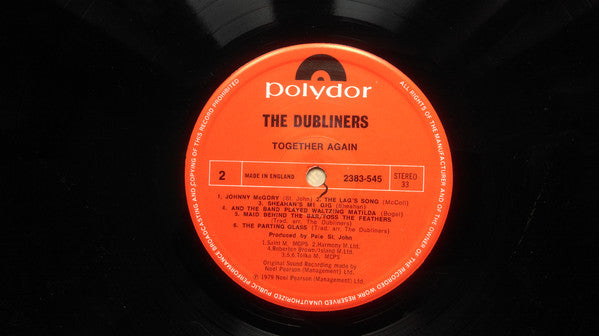 polydor
THE DUBLINERS
TOGETHER AGAIN
2 MADE IN ENGLAND 2383-545 STEREO
33
1. JOHNNY McGORY (St. John) 2. THE LAG'S SONG (McColl)
3. SHEAHAN'S MI GIG (Sheahan)
4. AND THE BAND PLAYED WALTZING MATILDA (Bogel)
5. MAID BEHIND THE BAR/TOSS THE FEATHERS
(Trad. arr. The Dubliners)
6. THE PARTING GLASS (Trad. arr. The Dubliners)
Produced by Pete St. John
1.Saint M. MCPS 2.Harmony M.Ltd.
4.Roberton Brown/Island M.Ltd.
3.5.6.Tolka M. MCPS
Original Sound Recording made by
Noel Pearson (Management) Ltd.
℗ 1979 Noel Pearson
(Management) Ltd.
ALL RIGHTS OF THE MANUFACTURER AND OF THE OWNER OF THE RECORDED WORK RESERVED UNAUTHORIZED PUBLIC PERFORMANCE BROADCASTING AND COPYING OF THIS RECORD PROHIBITED